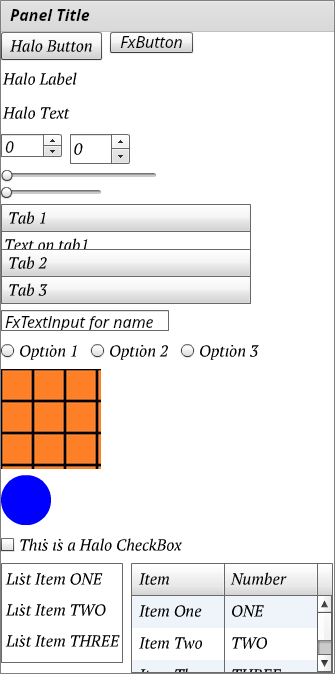 Panel Title
Halo Button FxButton
Halo Label
Halo Text
0 0
Tab 1
Text on tab1
Tab 2
Tab 3
FxTextInput for name
Option 1 Option 2 Option 3
This is a Halo CheckBox
List Item ONE
List Item TWO
List Item THREE
Item Number
Item One ONE
Item Two TWO
THREE